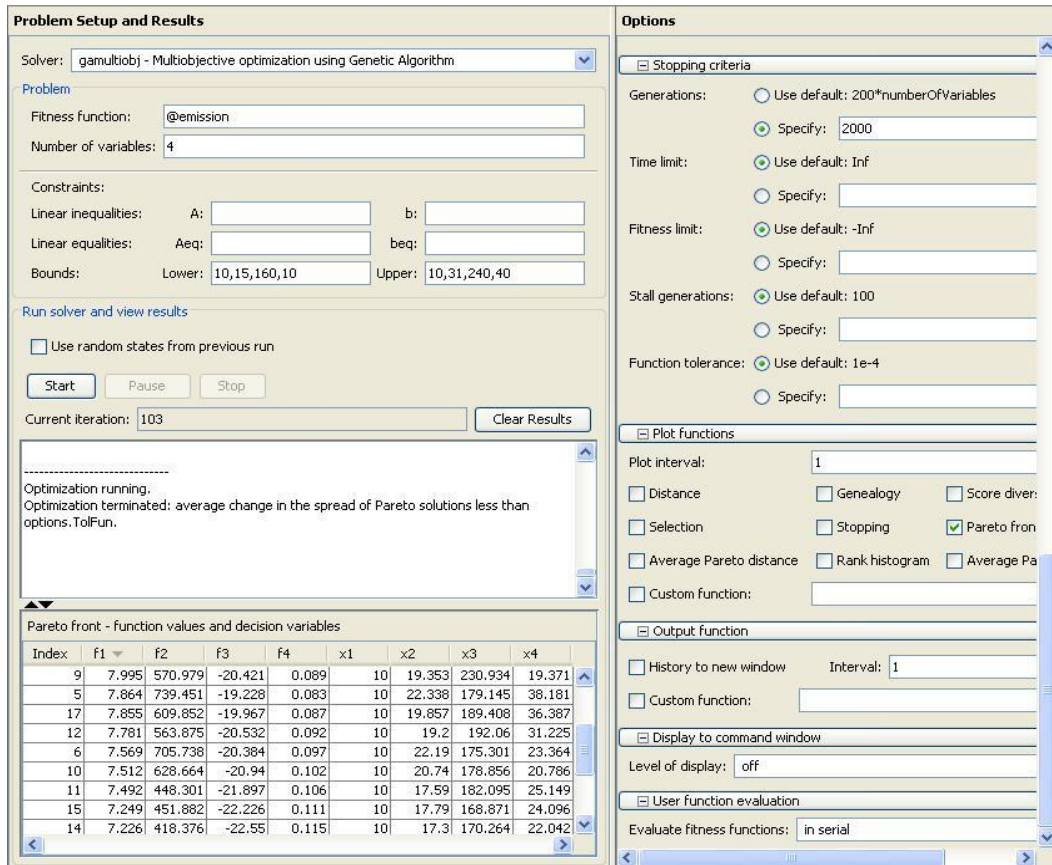 Problem Setup and Results
Solver: gamultiobj - Multiobjective optimization using Genetic Algorithm
Problem
Fitness function: @emission
Number of variables: 4
Constraints:
Linear inequalities: A: b:
Linear equalities: Aeq: beq:
Bounds: Lower: 10,15,160,10 Upper: 10,31,240,40
Run solver and view results
Use random states from previous run
Start Pause Stop
Current iteration: 103 Clear Results
------------------------------
Optimization running.
Optimization terminated: average change in the spread of Pareto solutions less than
options.TolFun.
Pareto front - function values and decision variables
Index f1 f2 f3 f4 x1 x2 x3 x4
9 7.995 570.979 -20.421 0.089 10 19.353 230.934 19.371
5 7.864 739.451 -19.228 0.083 10 22.338 179.145 38.181
17 7.855 609.852 -19.967 0.087 10 19.857 189.408 36.387
12 7.781 563.875 -20.532 0.092 10 19.2 192.06 31.225
6 7.569 705.738 -20.384 0.097 10 22.19 175.301 23.364
10 7.512 628.664 -20.94 0.102 10 20.74 178.856 20.786
11 7.492 448.301 -21.897 0.106 10 17.59 182.095 25.149
15 7.249 451.882 -22.226 0.111 10 17.79 168.871 24.096
14 7.226 418.376 -22.55 0.115 10 17.3 170.264 22.042
Options
Stopping criteria
Generations: Use default: 200*numberOfVariables
Specify: 2000
Time limit: Use default: Inf
Specify:
Fitness limit: Use default: -Inf
Specify:
Stall generations: Use default: 100
Specify:
Function tolerance: Use default: 1e-4
Specify:
Plot functions
Plot interval: 1
Distance Genealogy Score diver
Selection Stopping Pareto fron
Average Pareto distance Rank histogram Average Pa
Custom function:
Output function
History to new window Interval: 1
Custom function:
Display to command window
Level of display: off
User function evaluation
Evaluate fitness functions: in serial